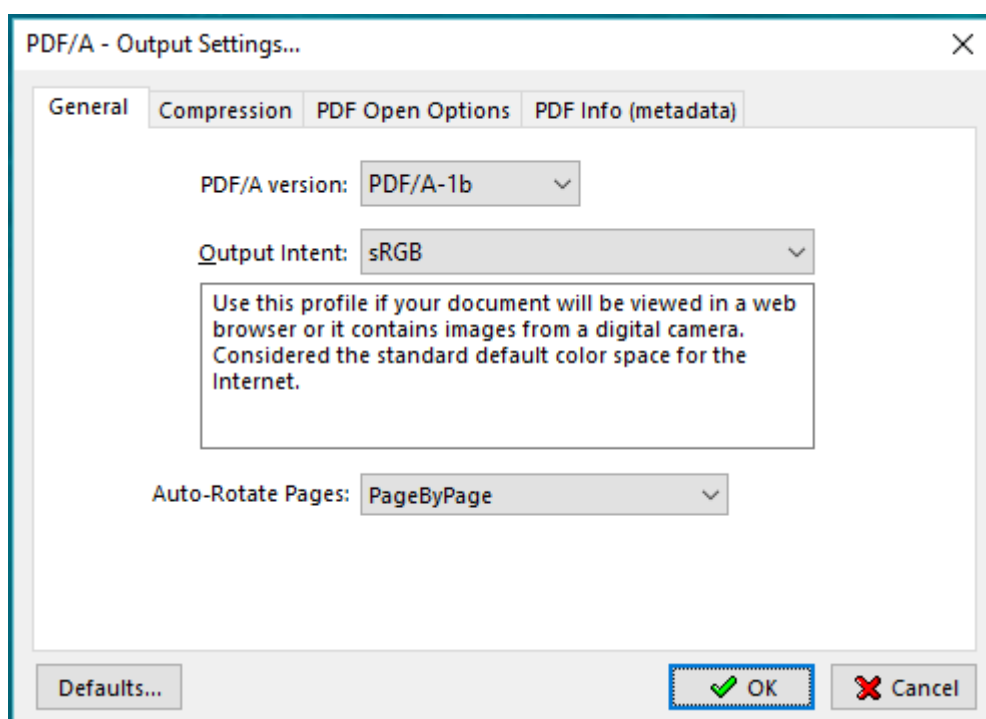 PDF/A - Output Settings...
General Compression PDF Open Options PDF Info (metadata)
PDF/A version: PDF/A-1b
Output Intent: sRGB
Use this profile if your document will be viewed in a web
browser or it contains images from a digital camera.
Considered the standard default color space for the
Internet.
Auto-Rotate Pages: PageByPage
Defaults... OK Cancel